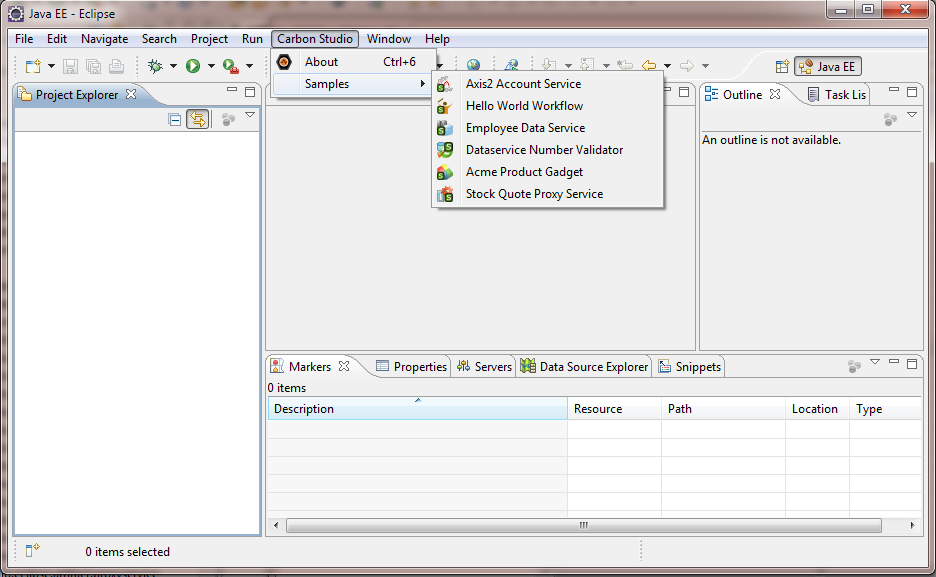 Java EE - Eclipse
File Edit Navigate Search Project Run Carbon Studio Window Help
About Ctrl+6
Samples
Axis2 Account Service
Hello World Workflow
Employee Data Service
Dataservice Number Validator
Acme Product Gadget
Stock Quote Proxy Service
Java EE
Project Explorer
Outline Task Lis
An outline is not available.
Markers Properties Servers Data Source Explorer Snippets
0 items
Description Resource Path Location Type
0 items selected